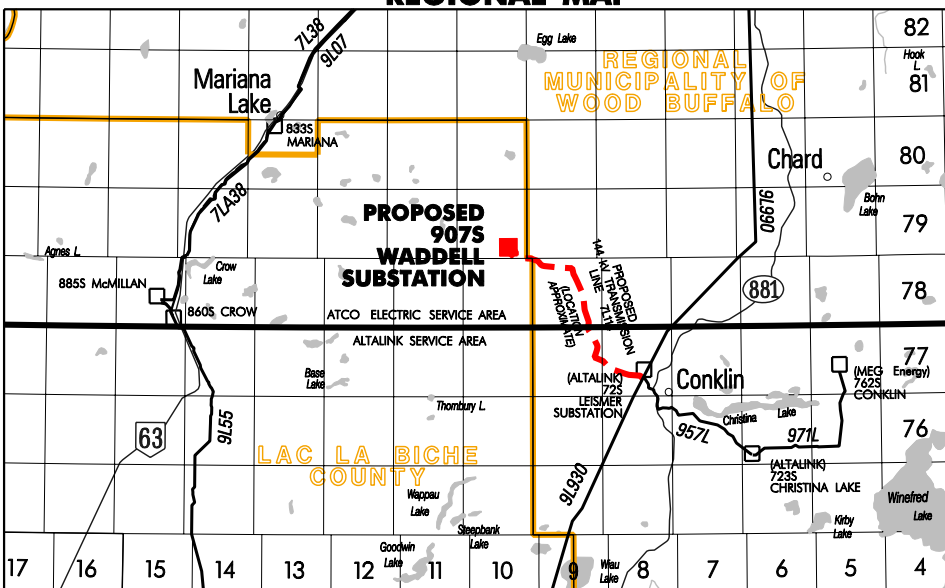 REGIONAL MAP
7L38
9L07
Egg Lake
82
Hook
L.
81
REGIONAL
MUNICIPALITY OF
WOOD BUFFALO
Mariana
Lake
833S
MARIANA
80
Chard
Bohn
Lake
7LA38
79
9L990
PROPOSED
907S
WADDELL
SUBSTATION
Agnes L.
Crow
Lake
885S McMILLAN
860S CROW
78
881
PROPOSED
144 kV TRANSMISSION
(LOCATION
APPROXIMATE)
ATCO ELECTRIC SERVICE AREA
ALTALINK SERVICE AREA
77
Base
Lake
(ALTALINK)
72S
LEISMER
SUBSTATION
Conklin
(MEG Energy)
762S
CONKLIN
Thornbury L.
Christina
Lake
76
957L
971L
63
9L55
LAC LA BICHE
COUNTY
(ALTALINK)
723S
CHRISTINA LAKE
9L930
Wappau
Lake
Winefred
Lake
Steepbank
Lake
Kirby
Lake
Goodwin
Lake
Wiau
Lake
17 16 15 14 13 12 11 10 9 8 7 6 5 4